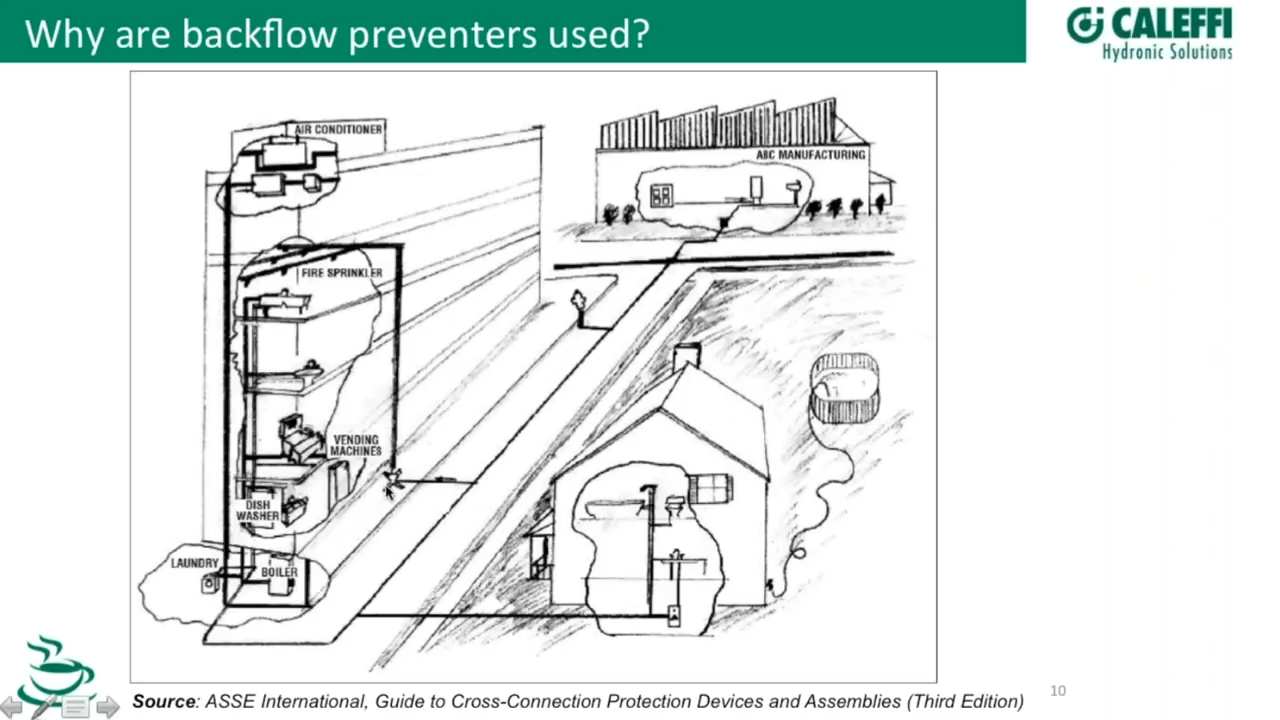 Why are backflow preventers used?
CALEFFI
Hydronic Solutions
AIR CONDITIONER
ABC MANUFACTURING
FIRE SPRINKLER
VENDING
MACHINES
DISH
WASHER
LAUNDRY
BOILER
Source: ASSE International, Guide to Cross-Connection Protection Devices and Assemblies (Third Edition)
10